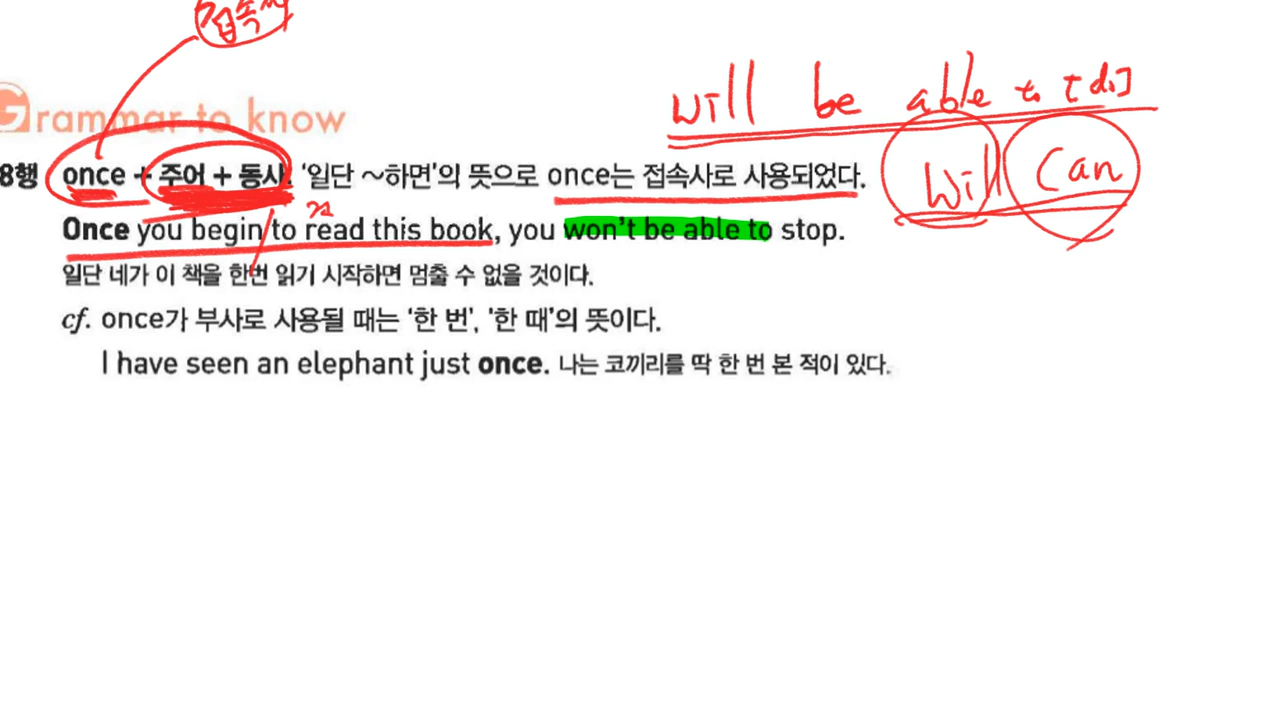 접속사
will be able to [do]
Grammar to know
will can
8행 once + 주어 + 동사: '일단 ~하면'의 뜻으로 once는 접속사로 사용되었다.
Once you begin to read this book, you won't be able to stop.
일단 네가 이 책을 한번 읽기 시작하면 멈출 수 없을 것이다.
cf. once가 부사로 사용될 때는 '한 번', '한 때'의 뜻이다.
I have seen an elephant just once. 나는 코끼리를 딱 한 번 본 적이 있다.